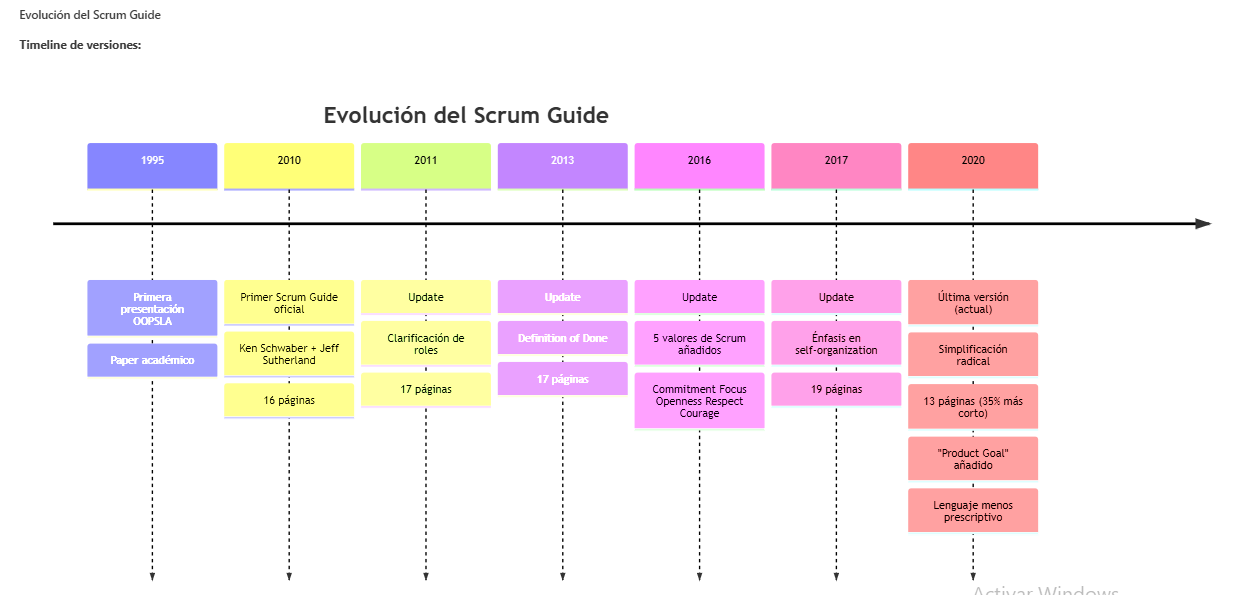 Evolución del Scrum Guide
Timeline de versiones:
Evolución del Scrum Guide
1995
2010
2011
2013
2016
2017
2020
Primera
presentación
OOPSLA
Paper académico
Primer Scrum Guide
oficial
Ken Schwaber + Jeff
Sutherland
16 páginas
Update
Clarificación de
roles
17 páginas
Update
Definition of Done
17 páginas
Update
5 valores de Scrum
añadidos
Commitment Focus
Openness Respect
Courage
Update
Énfasis en
self-organization
19 páginas
Última versión
(actual)
Simplificación
radical
13 páginas (35% más
corto)
"Product Goal"
añadido
Lenguaje menos
prescriptivo
Activar Windows